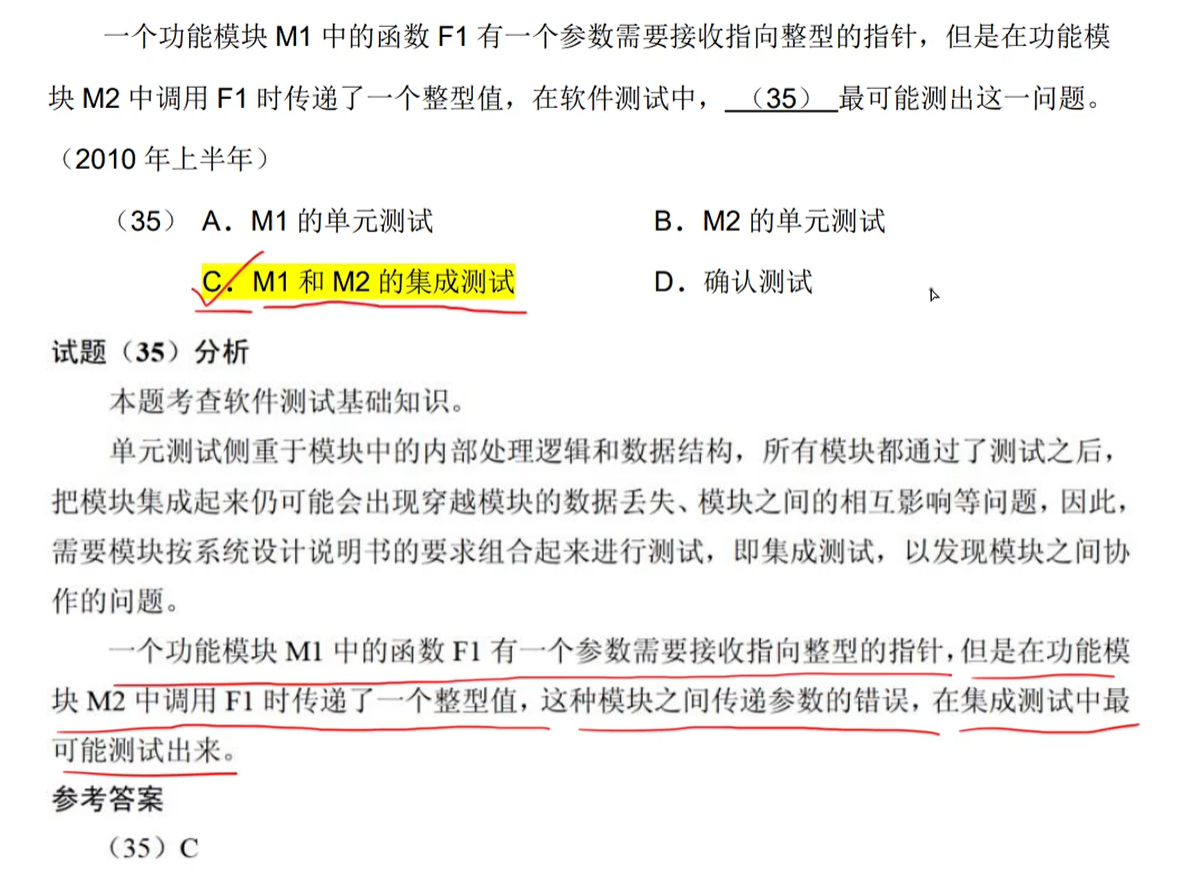 一个功能模块 M1 中的函数 F1 有一个参数需要接收指向整型的指针，但是在功能模
块 M2 中调用 F1 时传递了一个整型值，在软件测试中，（35）最可能测出这一问题。
（2010 年上半年）
（35） A．M1 的单元测试 B．M2 的单元测试
C．M1 和 M2 的集成测试 D．确认测试
试题（35）分析
本题考查软件测试基础知识。
单元测试侧重于模块中的内部处理逻辑和数据结构，所有模块都通过了测试之后，
把模块集成起来仍可能会出现穿越模块的数据丢失、模块之间的相互影响等问题，因此，
需要模块按系统设计说明书的要求组合起来进行测试，即集成测试，以发现模块之间协
作的问题。
一个功能模块 M1 中的函数 F1 有一个参数需要接收指向整型的指针，但是在功能模
块 M2 中调用 F1 时传递了一个整型值，这种模块之间传递参数的错误，在集成测试中最
可能测试出来。
参考答案
（35）C